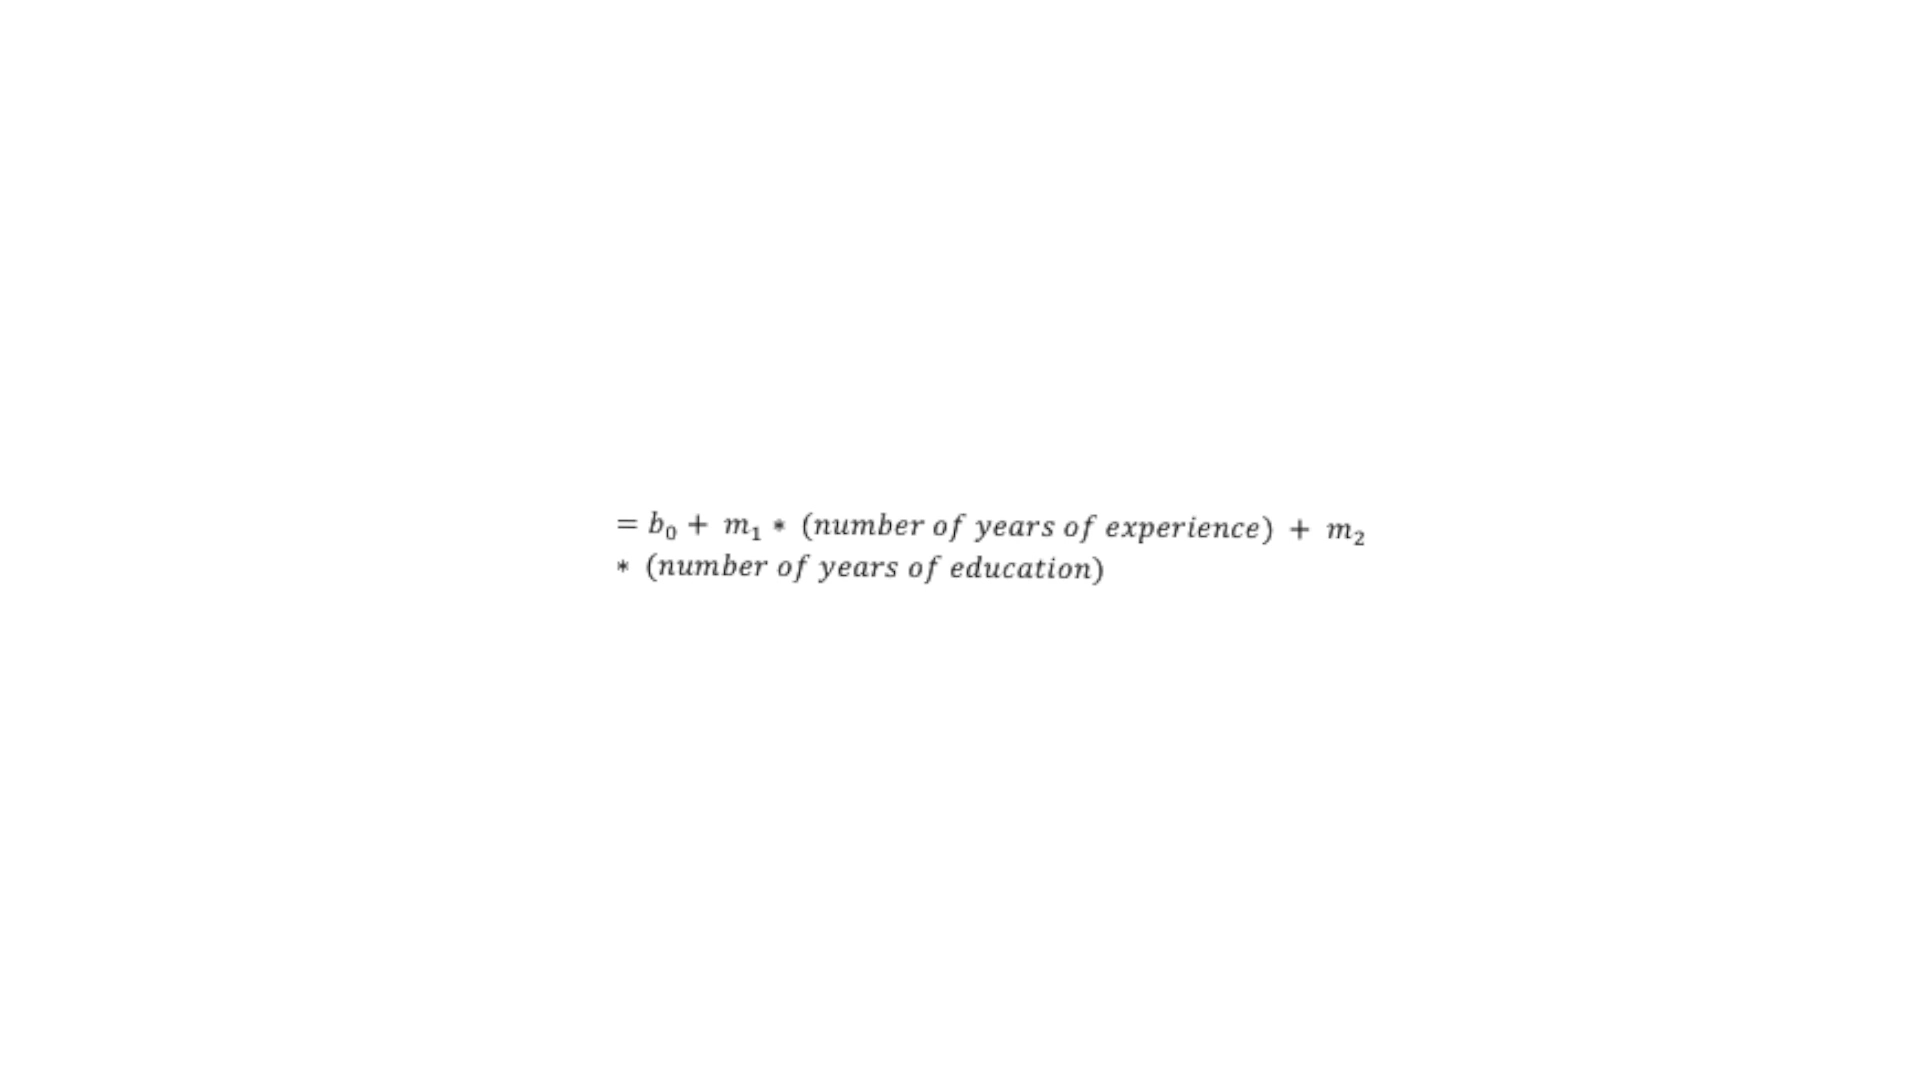 = b₀ + m₁ * (number of years of experience) + m₂
* (number of years of education)